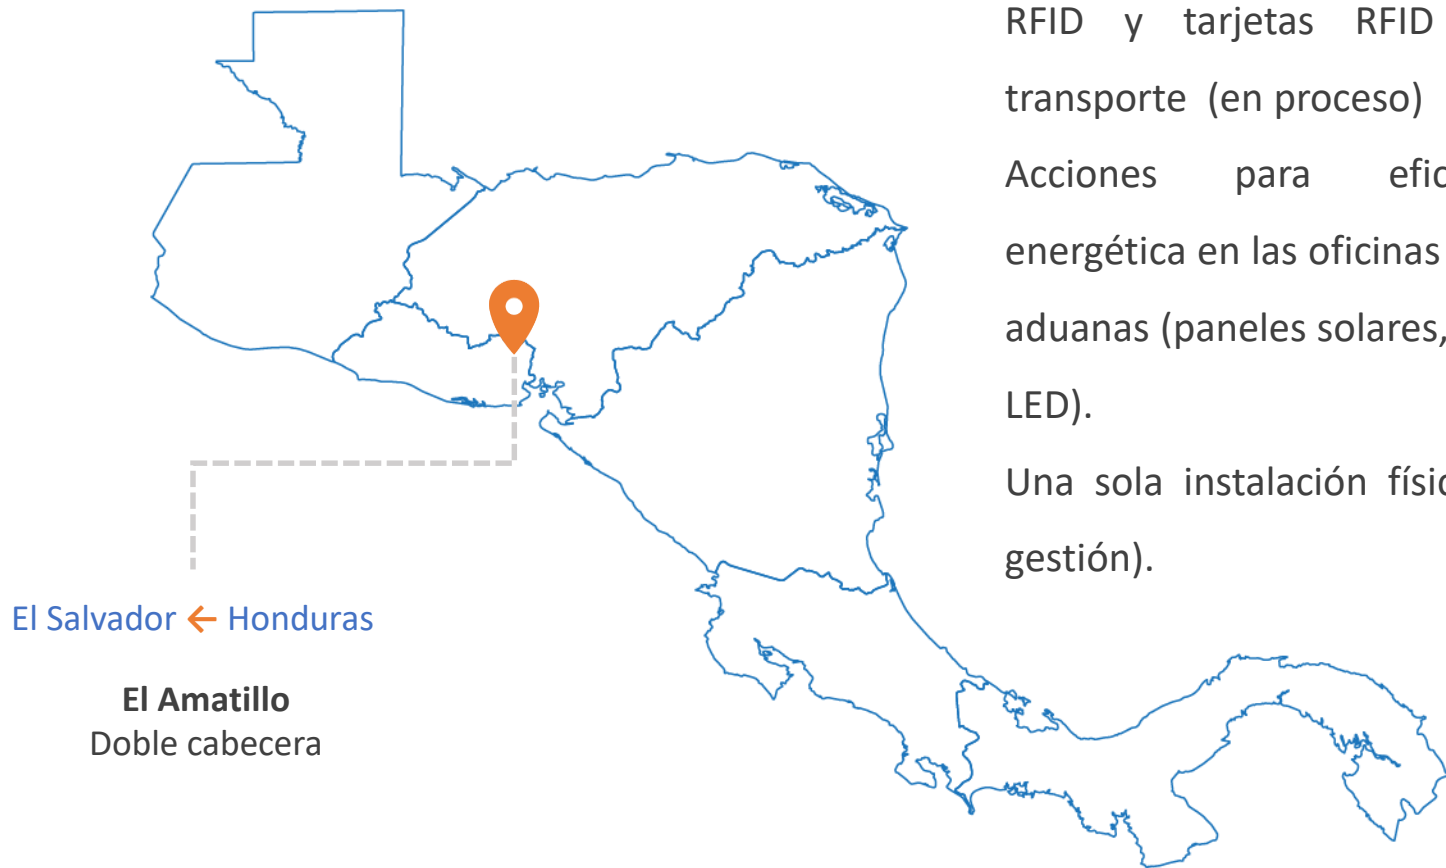 RFID y tarjetas RFID
transporte (en proceso)
Acciones para
energética en las oficinas
aduanas (paneles solares,
LED).
Una sola instalación
gestión).
El Salvador ← Honduras
El Amatillo
Doble cabecera